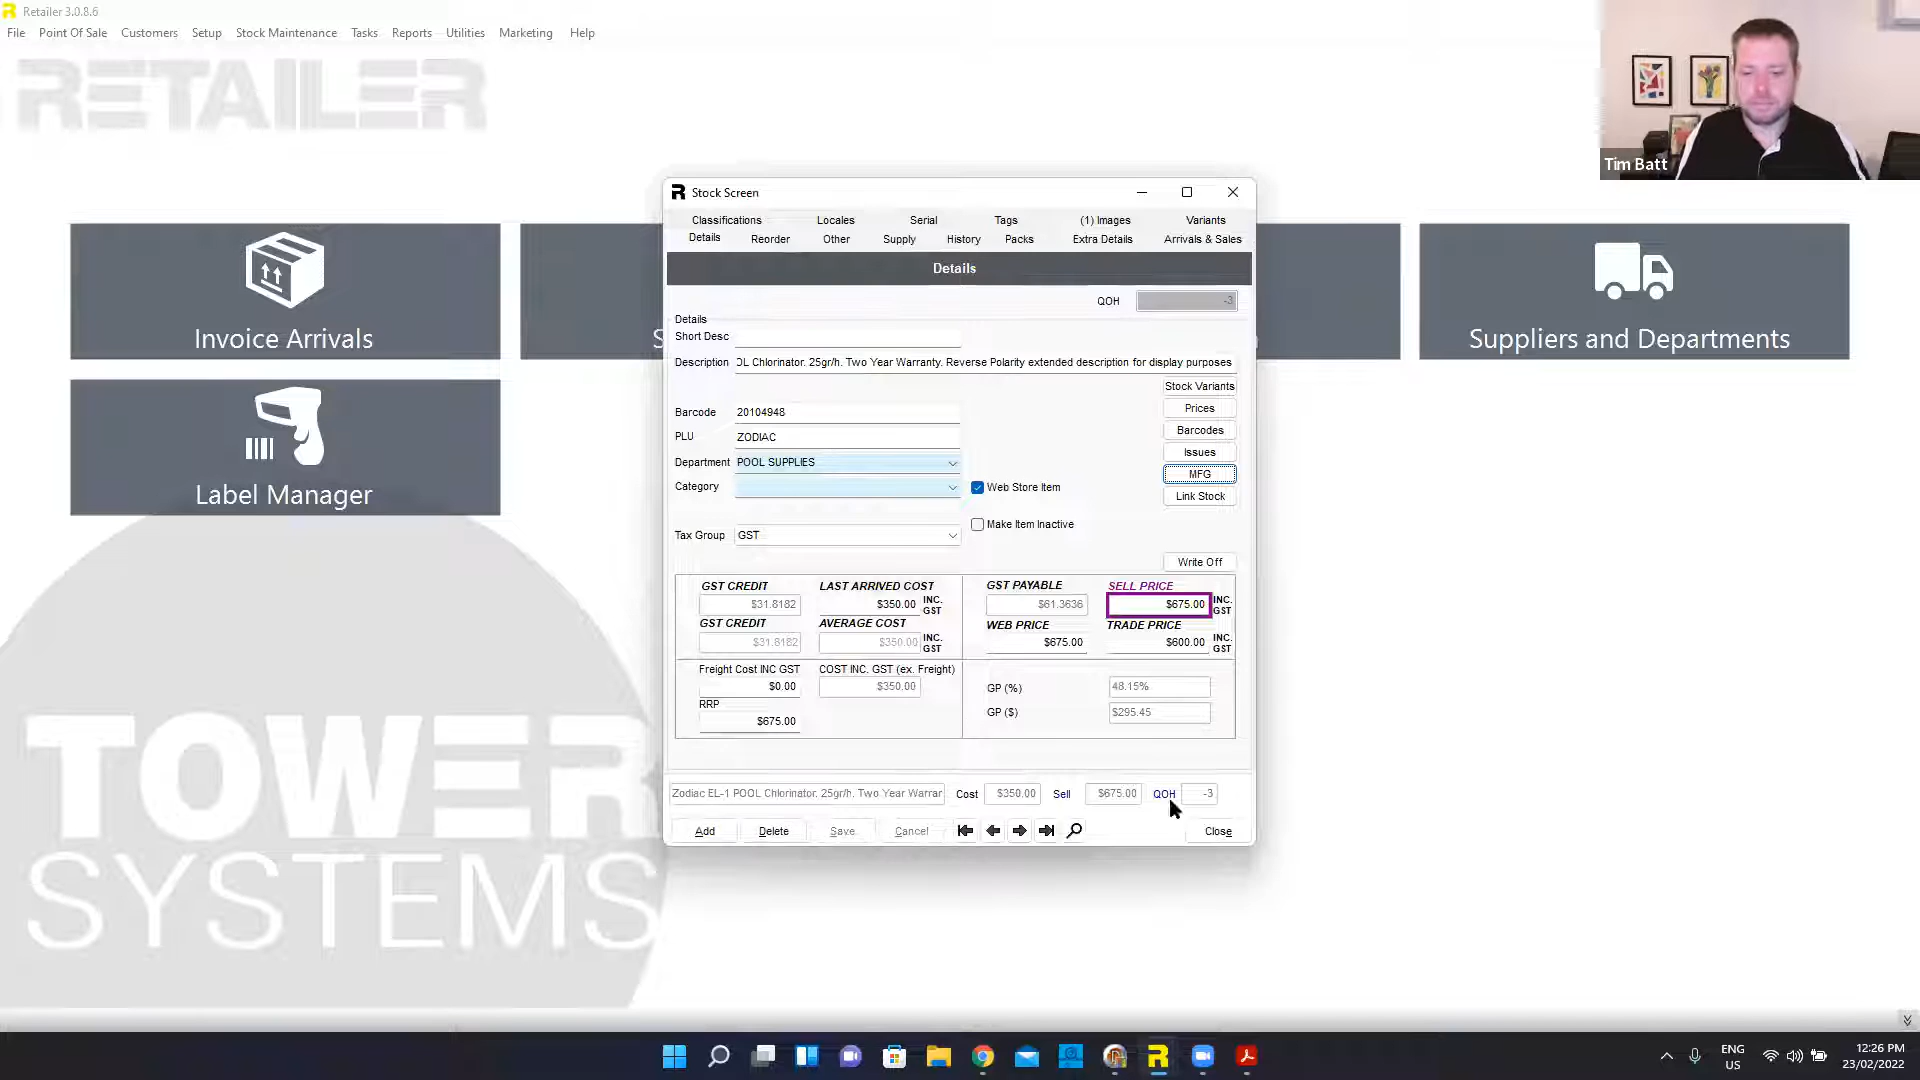 Retailer 3.0.8.6
File Point Of Sale Customers Setup Stock Maintenance Tasks Reports Utilities Marketing Help
RETAILER
Tim Batt
Invoice Arrivals
S
Suppliers and Departments
Label Manager
TOWER
SYSTEMS
Stock Screen
Classifications Locales Serial Tags (1) Images Variants
Details Reorder Other Supply History Packs Extra Details Arrivals & Sales
Details
QOH -3
Details
Short Desc
Description OL Chlorinator. 25gr/h. Two Year Warranty. Reverse Polarity extended description for display purposes
Stock Variants
Prices
Barcode 20104948
Barcodes
PLU ZODIAC
Issues
Department POOL SUPPLIES
MFG
Category Web Store Item
Link Stock
Make Item Inactive
Tax Group GST
Write Off
GST CREDIT LAST ARRIVED COST GST PAYABLE SELL PRICE
$31.8182 $350.00 INC. GST $61.3636 $675.00 INC. GST
GST CREDIT AVERAGE COST WEB PRICE TRADE PRICE
$31.8182 $350.00 INC. GST $675.00 $600.00 INC. GST
Freight Cost INC GST COST INC. GST (ex. Freight)
$0.00 $350.00 GP (%) 48.15%
RRP
$675.00 GP ($) $295.45
Zodiac EL-1 POOL Chlorinator. 25gr/h. Two Year Warrar Cost $350.00 Sell $675.00 QOH -3
Add Delete Save Cancel Close
ENG
US
12:26 PM
23/02/2022